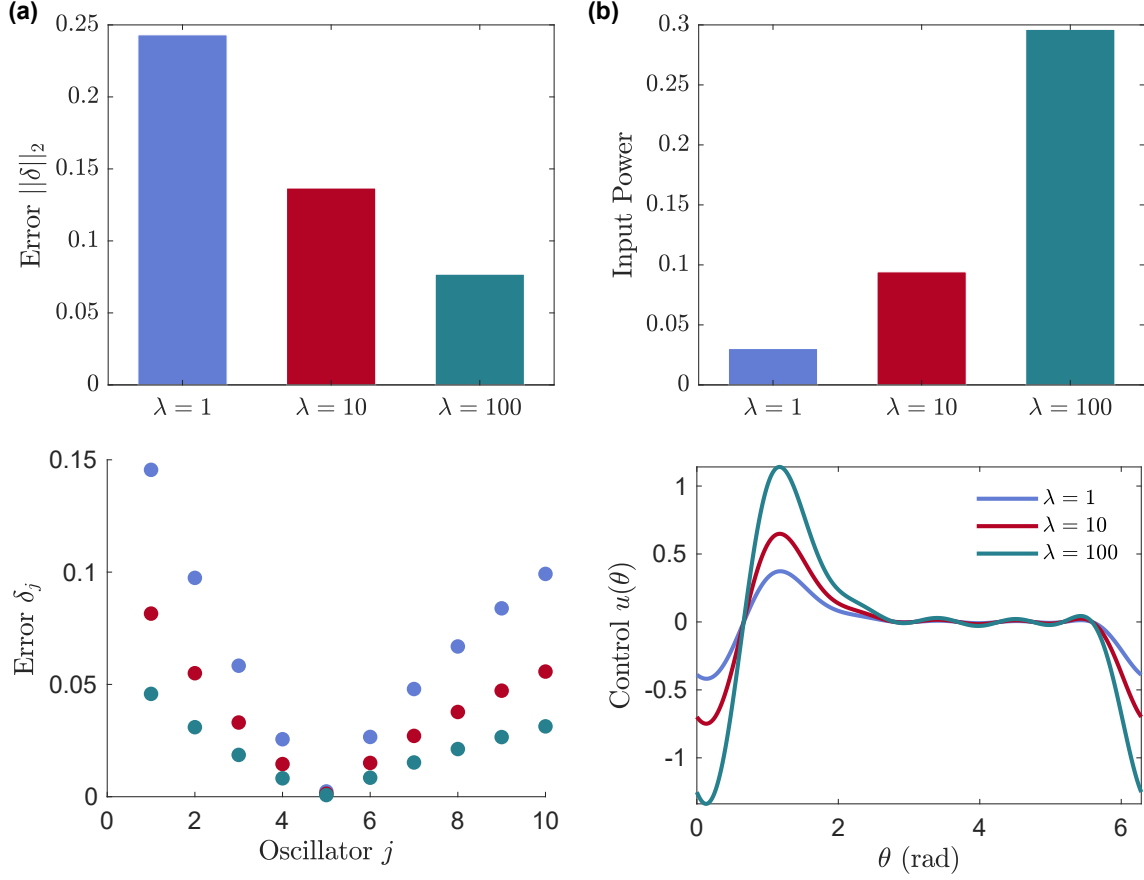 (a)
0.25
0.2
0.15
0.1
0.05
0
Error ||δ||₂
λ = 1
λ = 10
λ = 100
(b)
0.3
0.25
0.2
0.15
0.1
0.05
0
Input Power
λ = 1
λ = 10
λ = 100
0.15
0.1
0.05
0
Error δⱼ
0
2
4
6
8
10
Oscillator j
1
0.5
0
-0.5
-1
Control u(θ)
λ = 1
λ = 10
λ = 100
0
2
4
6
θ (rad)